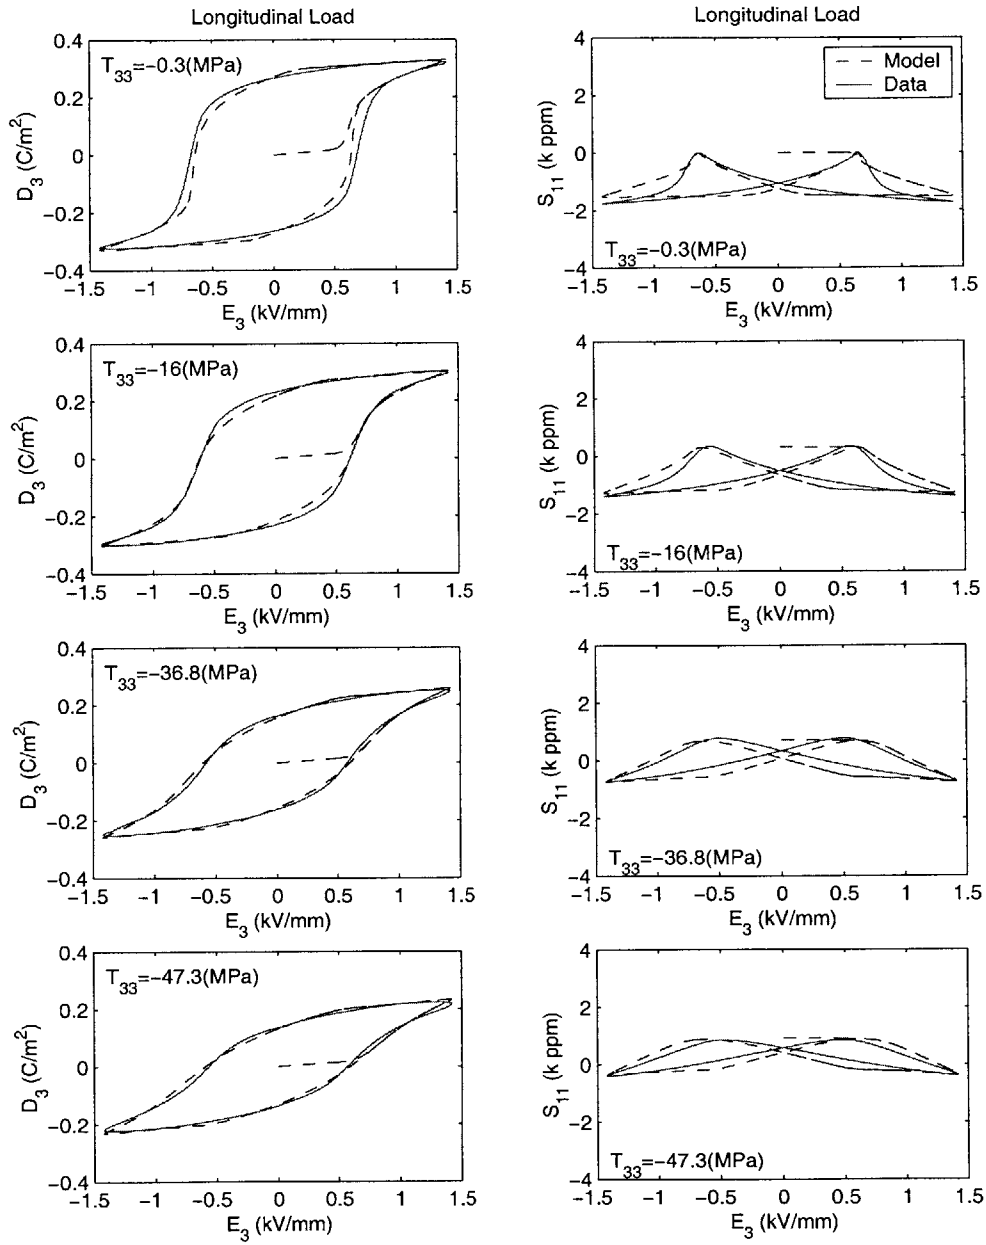 Longitudinal Load
T33=−0.3(MPa)
0.4
0.2
0
−0.2
−0.4
D3 (C/m²)
−1.5 −1 −0.5 0 0.5 1 1.5
E3 (kV/mm)
Longitudinal Load
Model
Data
4
2
0
−2
−4
S11 (k ppm)
T33=−0.3(MPa)
−1.5 −1 −0.5 0 0.5 1 1.5
E3 (kV/mm)
T33=−16(MPa)
0.4
0.2
0
−0.2
−0.4
D3 (C/m²)
−1.5 −1 −0.5 0 0.5 1 1.5
E3 (kV/mm)
4
2
0
−2
−4
S11 (k ppm)
T33=−16(MPa)
−1.5 −1 −0.5 0 0.5 1 1.5
E3 (kV/mm)
T33=−36.8(MPa)
0.4
0.2
0
−0.2
−0.4
D3 (C/m²)
−1.5 −1 −0.5 0 0.5 1 1.5
E3 (kV/mm)
4
2
0
−2
−4
S11 (k ppm)
T33=−36.8(MPa)
−1.5 −1 −0.5 0 0.5 1 1.5
E3 (kV/mm)
T33=−47.3(MPa)
0.4
0.2
0
−0.2
−0.4
D3 (C/m²)
−1.5 −1 −0.5 0 0.5 1 1.5
E3 (kV/mm)
4
2
0
−2
−4
S11 (k ppm)
T33=−47.3(MPa)
−1.5 −1 −0.5 0 0.5 1 1.5
E3 (kV/mm)